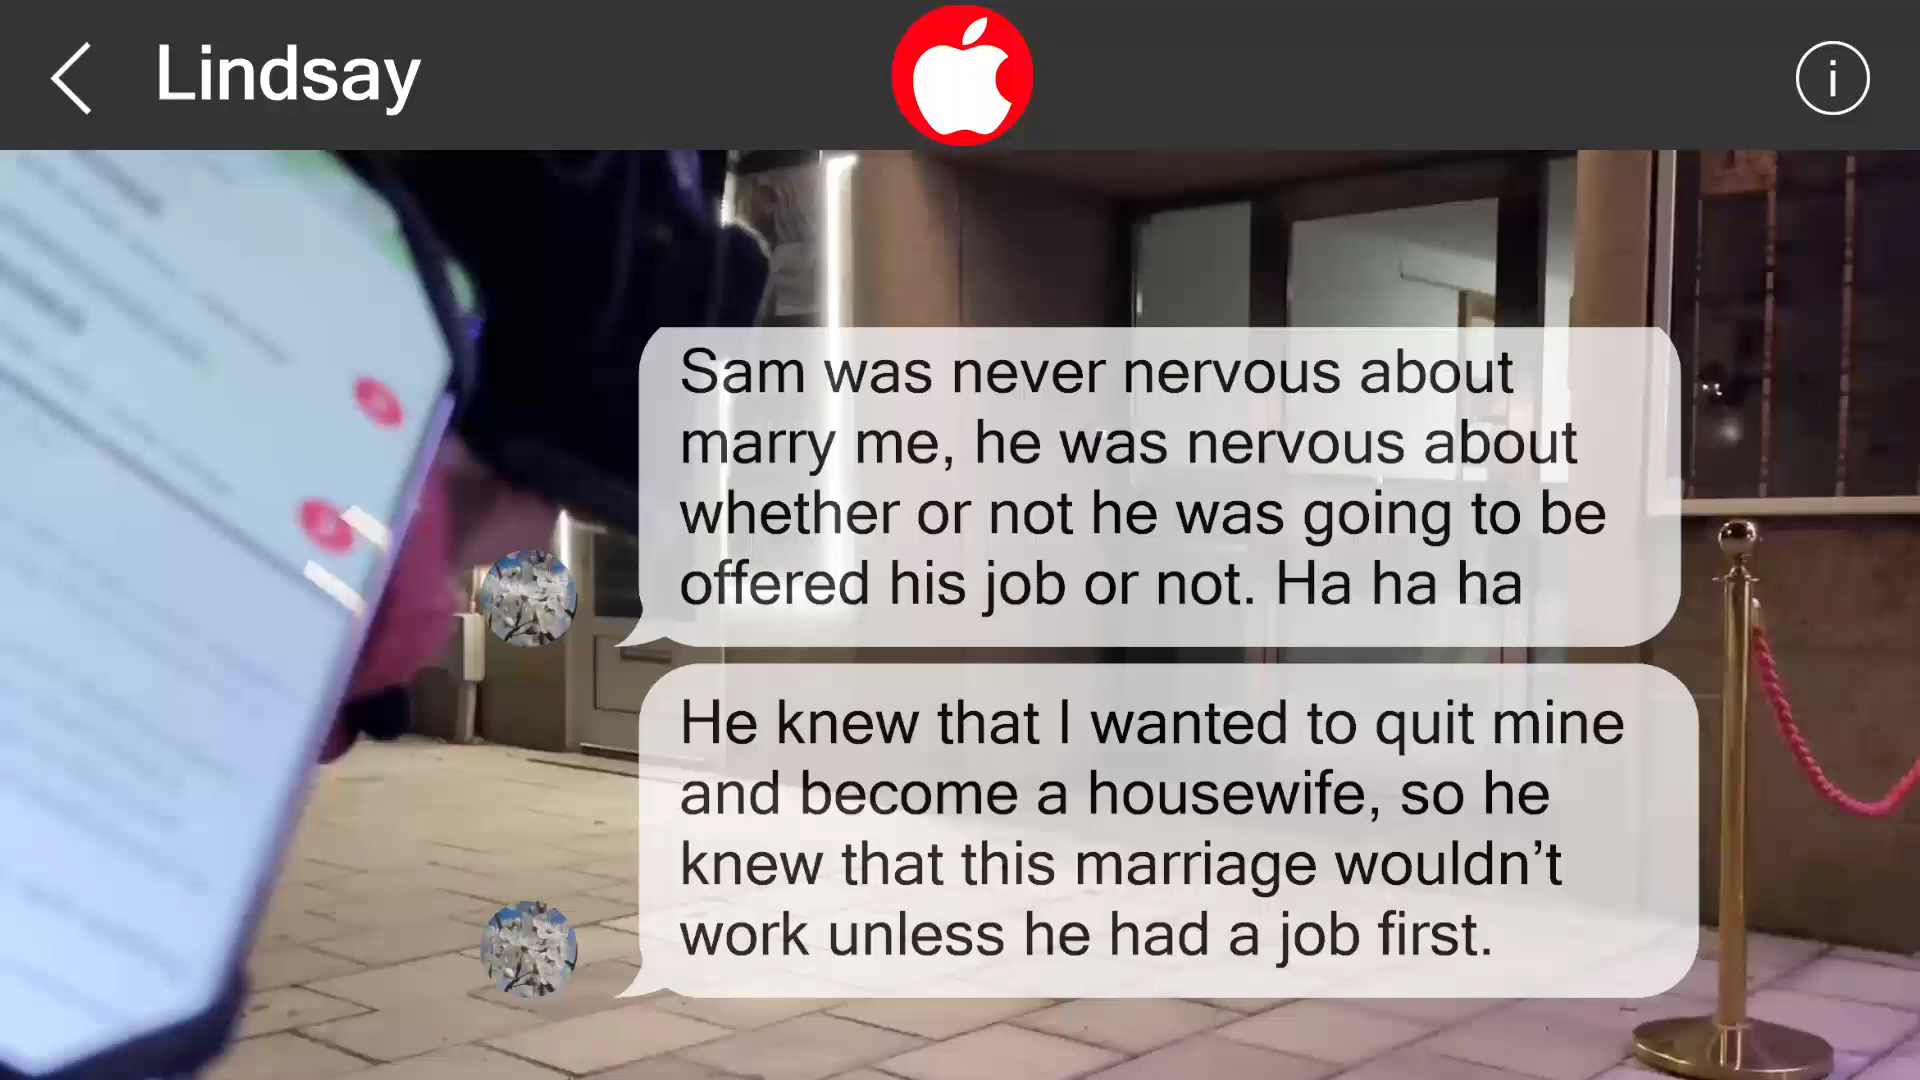 Lindsay
Sam was never nervous about
marry me, he was nervous about
whether or not he was going to be
offered his job or not. Ha ha ha
He knew that I wanted to quit mine
and become a housewife, so he
knew that this marriage wouldn’t
work unless he had a job first.